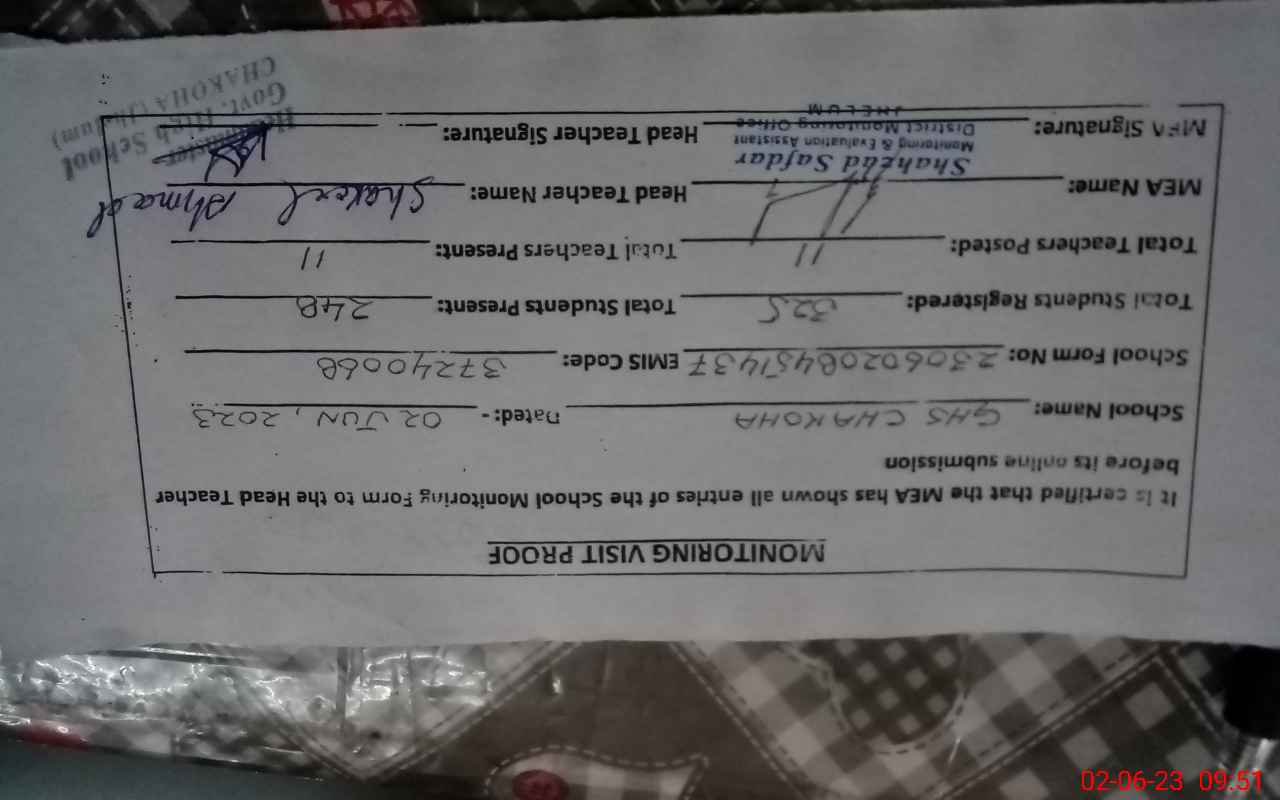 MONITORING VISIT PROOF
It is certified that the MEA has shown all entries of the School Monitoring Form to the Head Teacher
before its online submission
School Name: GHS CHAKOHA Dated:- 02 JUN, 2023
School Form No: 23060208451437 EMIS Code: 37240068
Total Students Registered: 325 Total Students Present: 248
Total Teachers Posted: 11 Total Teachers Present: 11
MEA Name: Head Teacher Name: Shakeel Ahmad
Shahzad Safdar
Monitoring & Evaluation Assistant
MEA Signature: District Monitoring Office Head Teacher Signature:
JHELUM
Headmaster
Govt. High School
CHAKOHA (Jhelum)
02-06-23 09:51